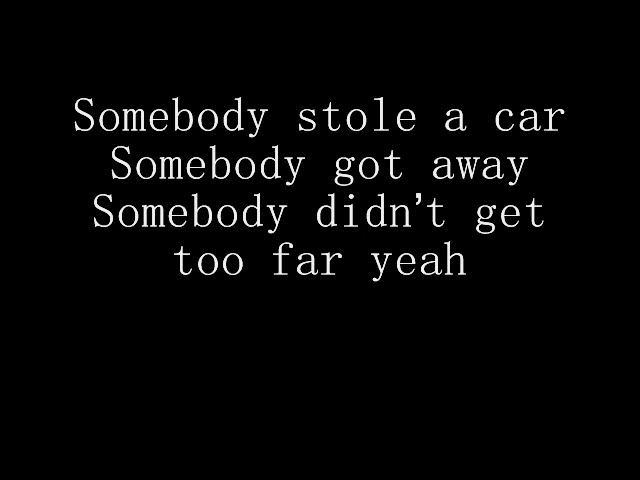 Somebody stole a car
Somebody got away
Somebody didn't get
too far yeah